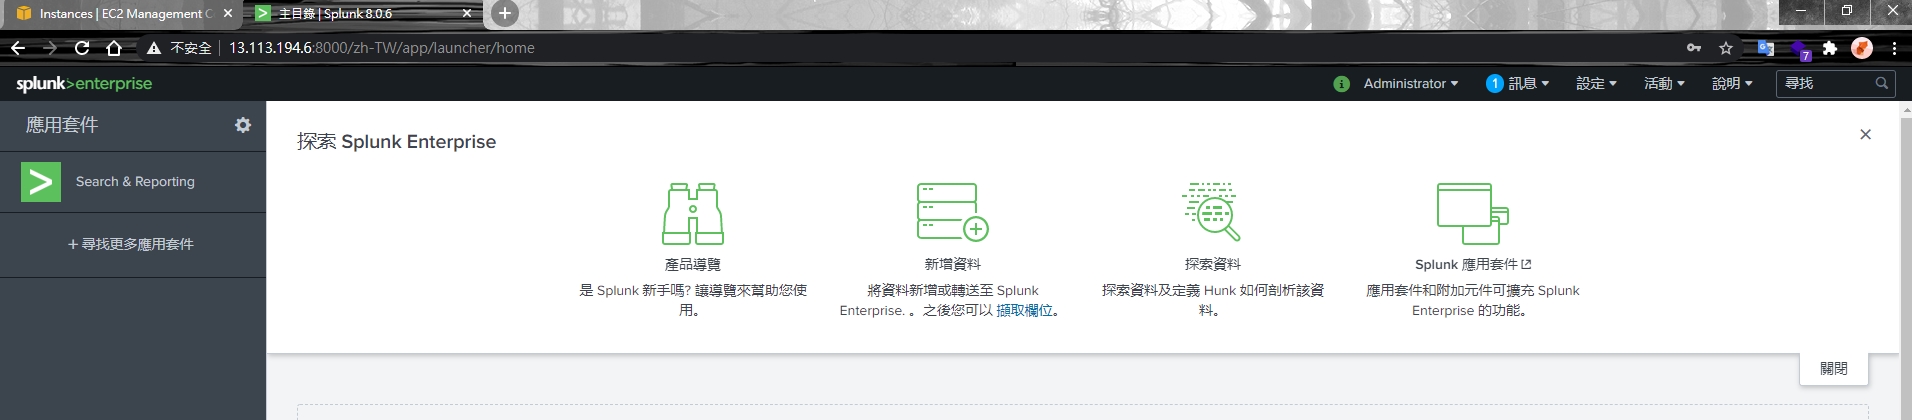 Instances | EC2 Management C
主目錄 | Splunk 8.0.6
不安全 13.113.194.6:8000/zh-TW/app/launcher/home
7
splunk>enterprise
i Administrator 1 訊息 設定 活動 說明 尋找
應用套件
Search & Reporting
+ 尋找更多應用套件
探索 Splunk Enterprise
產品導覽
是 Splunk 新手嗎? 讓導覽來幫助您使
用。
新增資料
將資料新增或轉送至 Splunk
Enterprise. 。之後您可以 擷取欄位。
探索資料
探索資料及定義 Hunk 如何剖析該資
料。
Splunk 應用套件
應用套件和附加元件可擴充 Splunk
Enterprise 的功能。
關閉